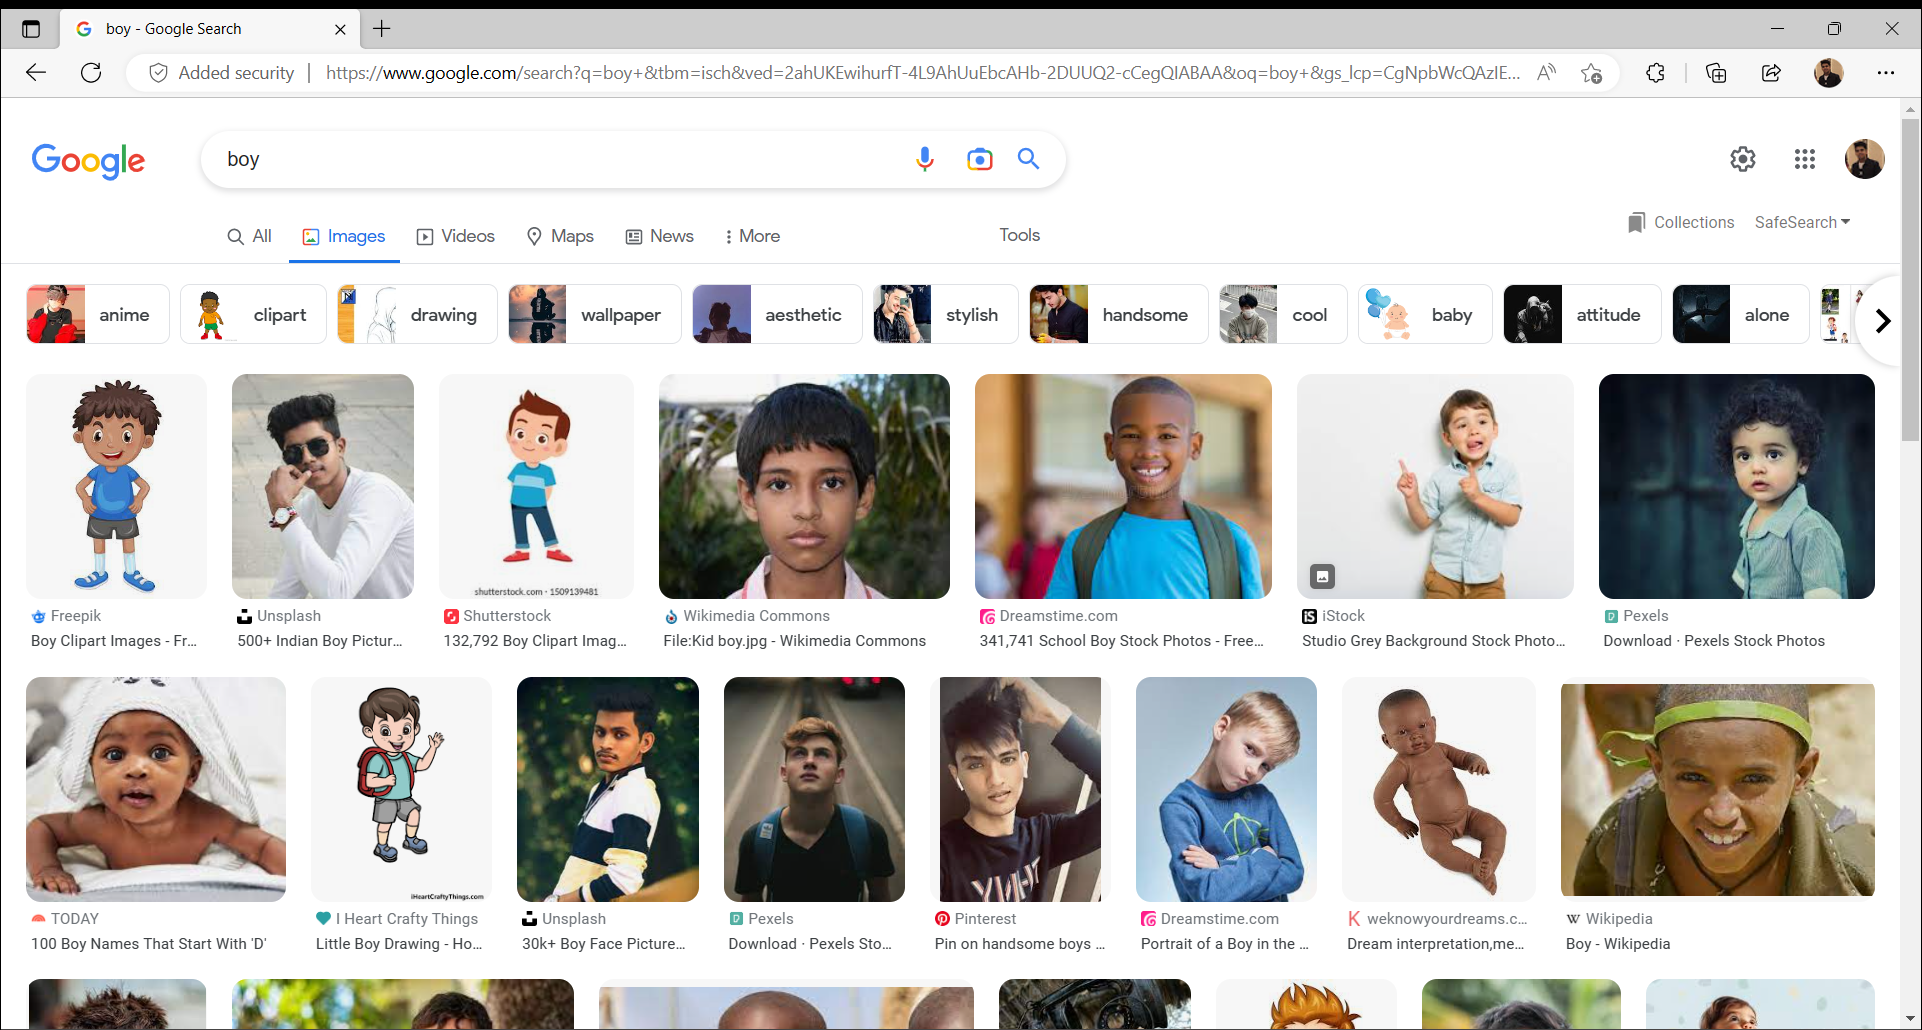 boy - Google Search
Added security
https://www.google.com/search?q=boy+&tbm=isch&ved=2ahUKEwihurfT-4L9AhUuEbcAHb-2DUUQ2-cCegQIABAA&oq=boy+&gs_lcp=CgNpbWcQAzIE...
Google
boy
All
Images
Videos
Maps
News
More
Tools
Collections
SafeSearch
anime
clipart
drawing
wallpaper
aesthetic
stylish
handsome
cool
baby
attitude
alone
shutterstock.com · 1509139481
Freepik
Boy Clipart Images - Fr...
Unsplash
500+ Indian Boy Pictur...
Shutterstock
132,792 Boy Clipart Imag...
Wikimedia Commons
File:Kid boy.jpg - Wikimedia Commons
Dreamstime.com
341,741 School Boy Stock Photos - Free...
iStock
Studio Grey Background Stock Photo...
Pexels
Download · Pexels Stock Photos
iHeartCraftyThings.com
TODAY
100 Boy Names That Start With 'D'
I Heart Crafty Things
Little Boy Drawing - Ho...
Unsplash
30k+ Boy Face Picture...
Pexels
Download · Pexels Sto...
Pinterest
Pin on handsome boys ...
Dreamstime.com
Portrait of a Boy in the ...
weknowyourdreams.c...
Dream interpretation,me...
Wikipedia
Boy - Wikipedia